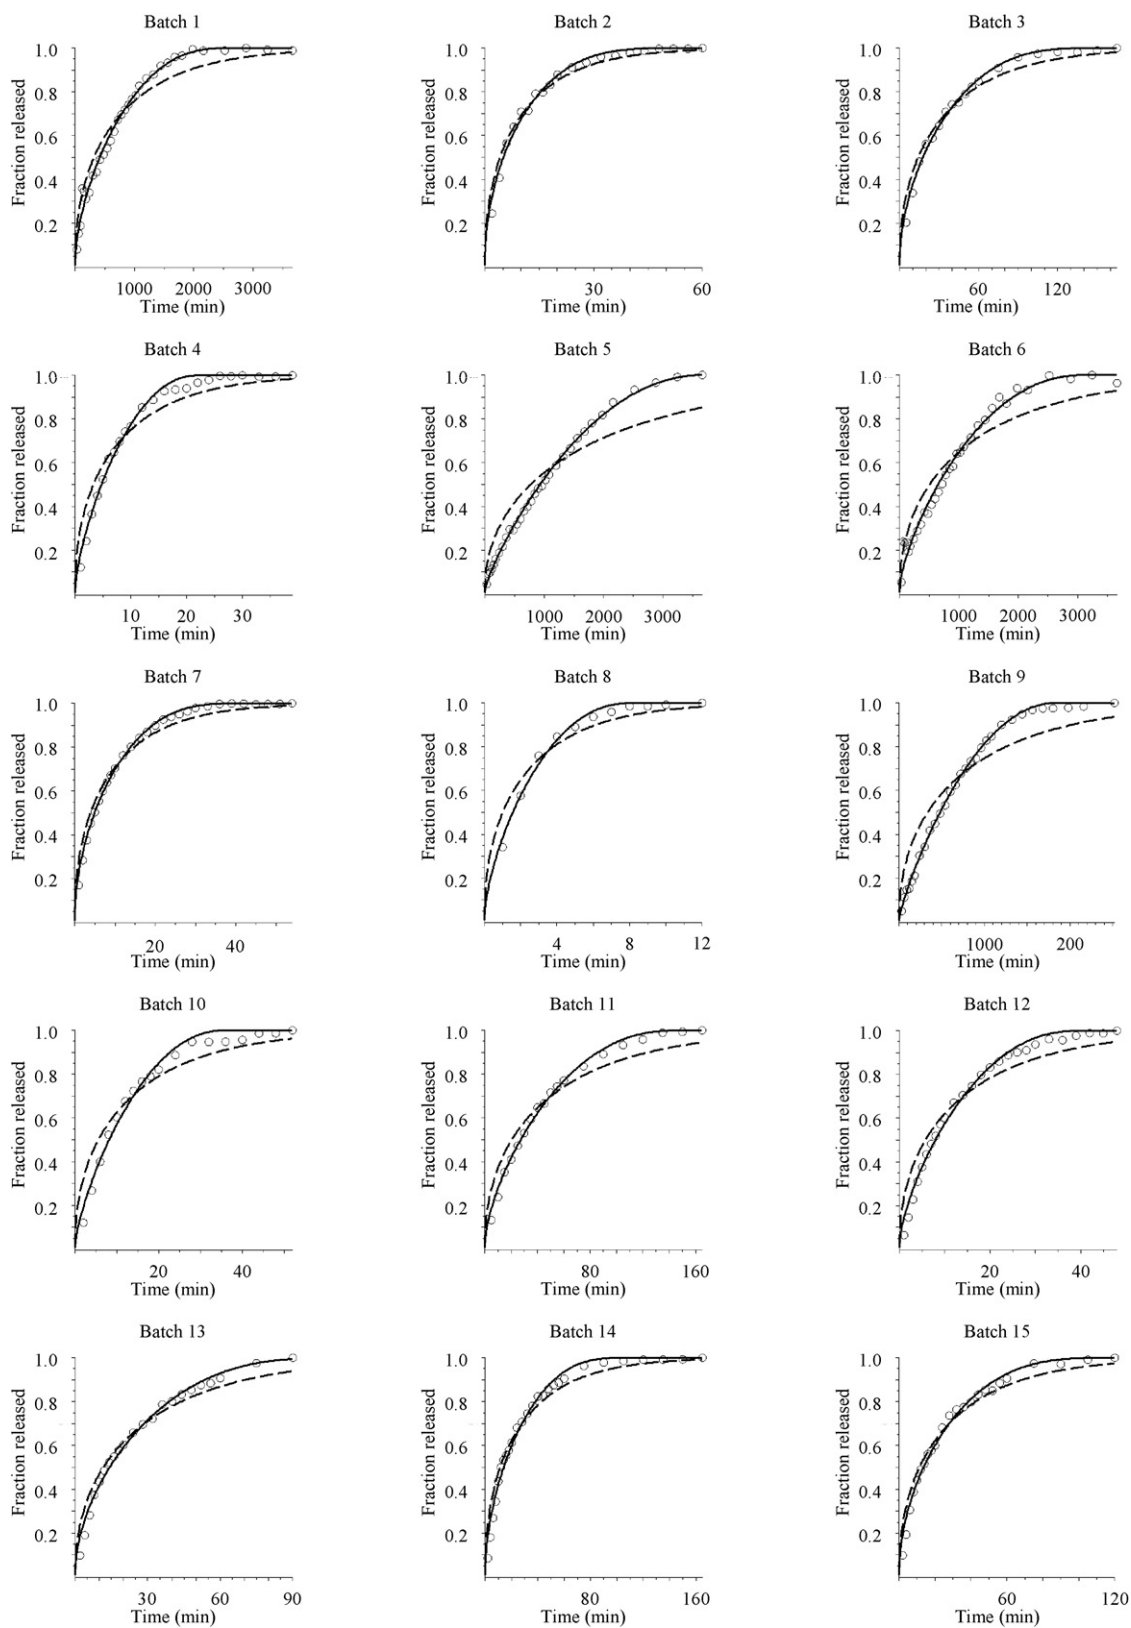 Batch 1
Fraction released
1.0
0.8
0.6
0.4
0.2
1000 2000 3000
Time (min)
Batch 2
Fraction released
1.0
0.8
0.6
0.4
0.2
30 60
Time (min)
Batch 3
Fraction released
1.0
0.8
0.6
0.4
0.2
60 120
Time (min)
Batch 4
Fraction released
1.0
0.8
0.6
0.4
0.2
10 20 30
Time (min)
Batch 5
Fraction released
1.0
0.8
0.6
0.4
0.2
1000 2000 3000
Time (min)
Batch 6
Fraction released
1.0
0.8
0.6
0.4
0.2
1000 2000 3000
Time (min)
Batch 7
Fraction released
1.0
0.8
0.6
0.4
0.2
20 40
Time (min)
Batch 8
Fraction released
1.0
0.8
0.6
0.4
0.2
4 8 12
Time (min)
Batch 9
Fraction released
1.0
0.8
0.6
0.4
0.2
1000 200
Time (min)
Batch 10
Fraction released
1.0
0.8
0.6
0.4
0.2
20 40
Time (min)
Batch 11
Fraction released
1.0
0.8
0.6
0.4
0.2
80 160
Time (min)
Batch 12
Fraction released
1.0
0.8
0.6
0.4
0.2
20 40
Time (min)
Batch 13
Fraction released
1.0
0.8
0.6
0.4
0.2
30 60 90
Time (min)
Batch 14
Fraction released
1.0
0.8
0.6
0.4
0.2
80 160
Time (min)
Batch 15
Fraction released
1.0
0.8
0.6
0.4
0.2
60 120
Time (min)